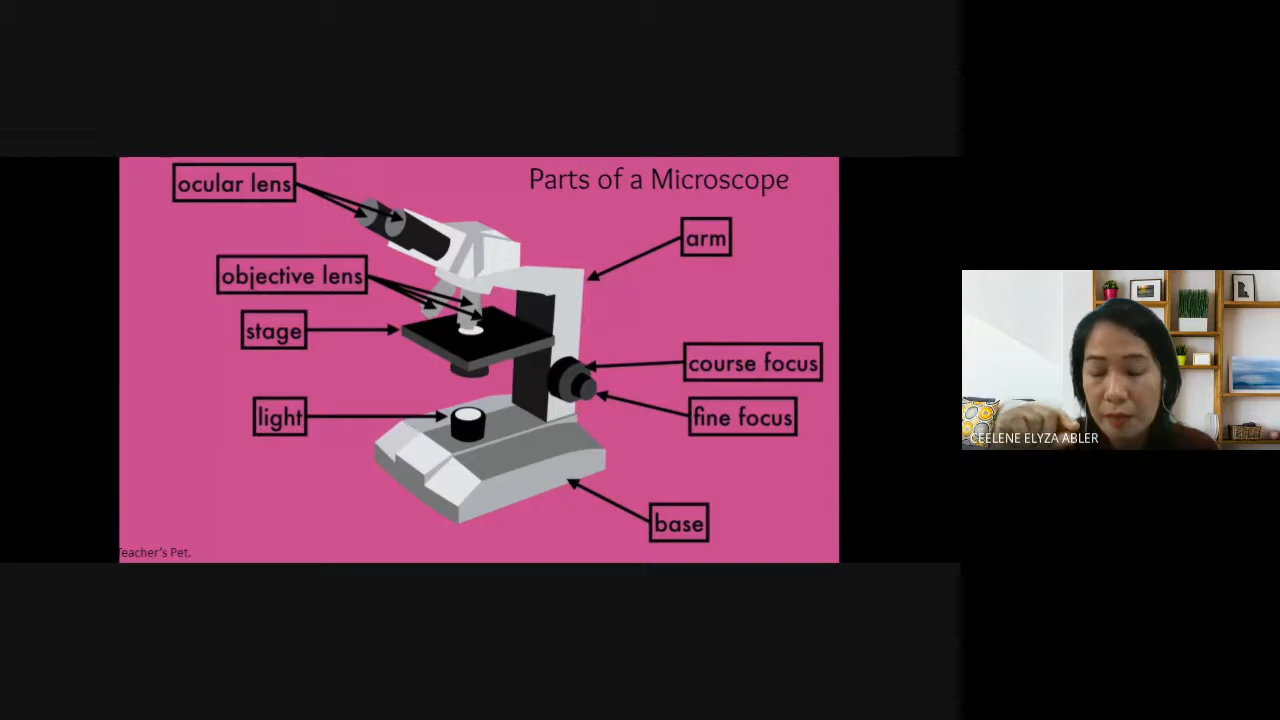 ocular lens
Parts of a Microscope
arm
objective lens
stage
course focus
light
fine focus
base
Teacher's Pet.
CEELENE ELYZA ABLER